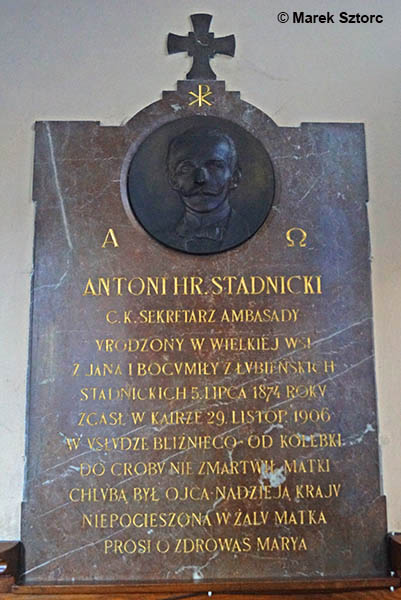 © Marek Sztorc
☧
Α Ω
ANTONI HR. STADNICKI
C.K. SEKRETARZ AMBASADY
VRODZONY W WIELKIEJ WSI
Z JANA I BOGVMIŁY Z ŁVBIEŃSKICH
STADNICKICH 5. LIPCA 1874 ROKV
ZGASŁ W KAIRZE 29. LISTOP. 1906
W VSŁVDZE BLIŹNIEGO - OD KOLEBKI
DO GROBV NIE ZMARTWIŁ MATKI
CHLVBĄ BYŁ OJCA - NADZIEJĄ KRAJV
NIEPOCIESZONA W ŻALV MATKA
PROSI O ZDROWAŚ MARYA